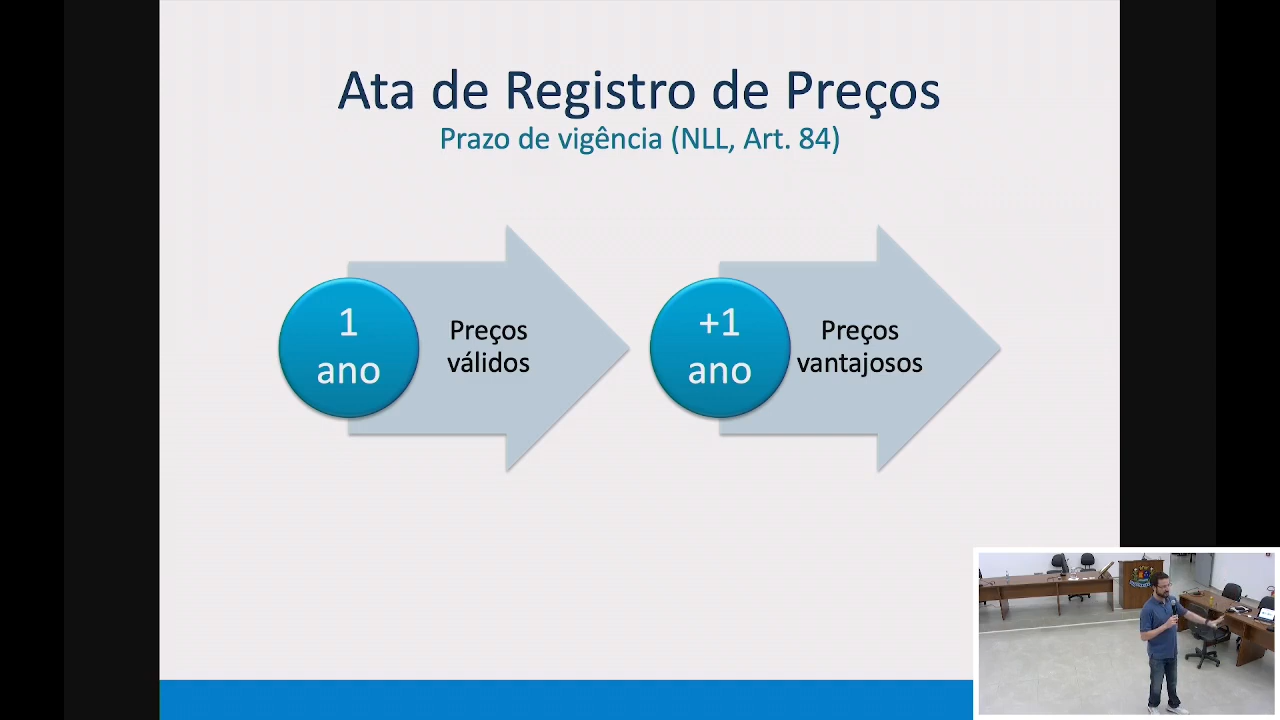 Ata de Registro de Preços
Prazo de vigência (NLL, Art. 84)
1
ano
Preços
válidos
+1
ano
Preços
vantajosos